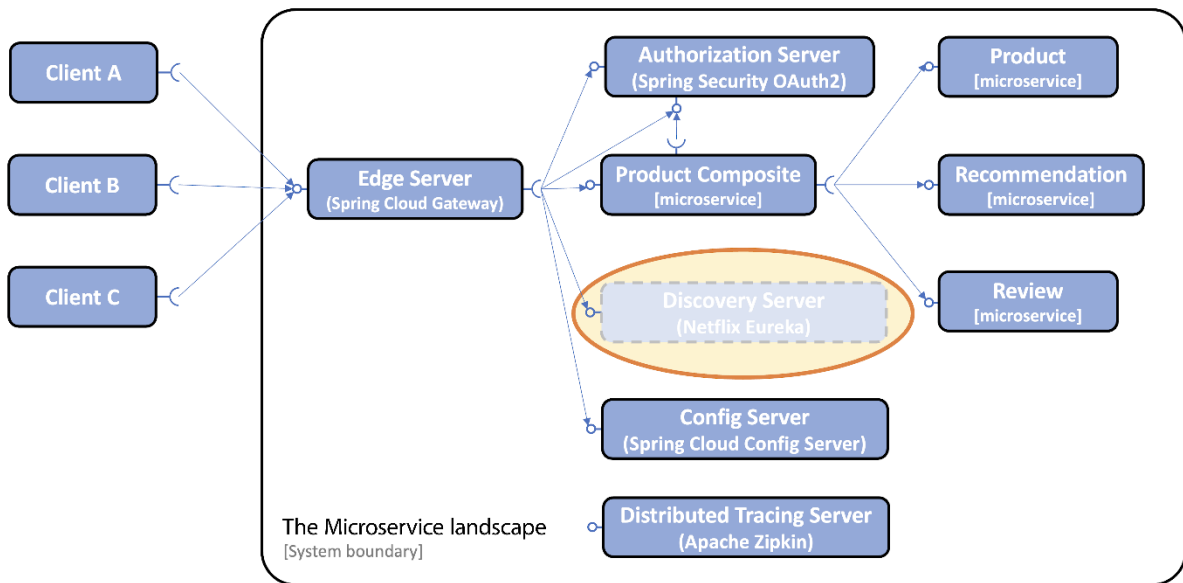 Client A
Client B
Client C
Edge Server
(Spring Cloud Gateway)
Authorization Server
(Spring Security OAuth2)
Product Composite
[microservice]
Discovery Server
(Netflix Eureka)
Config Server
(Spring Cloud Config Server)
Distributed Tracing Server
(Apache Zipkin)
Product
[microservice]
Recommendation
[microservice]
Review
[microservice]
The Microservice landscape
[System boundary]